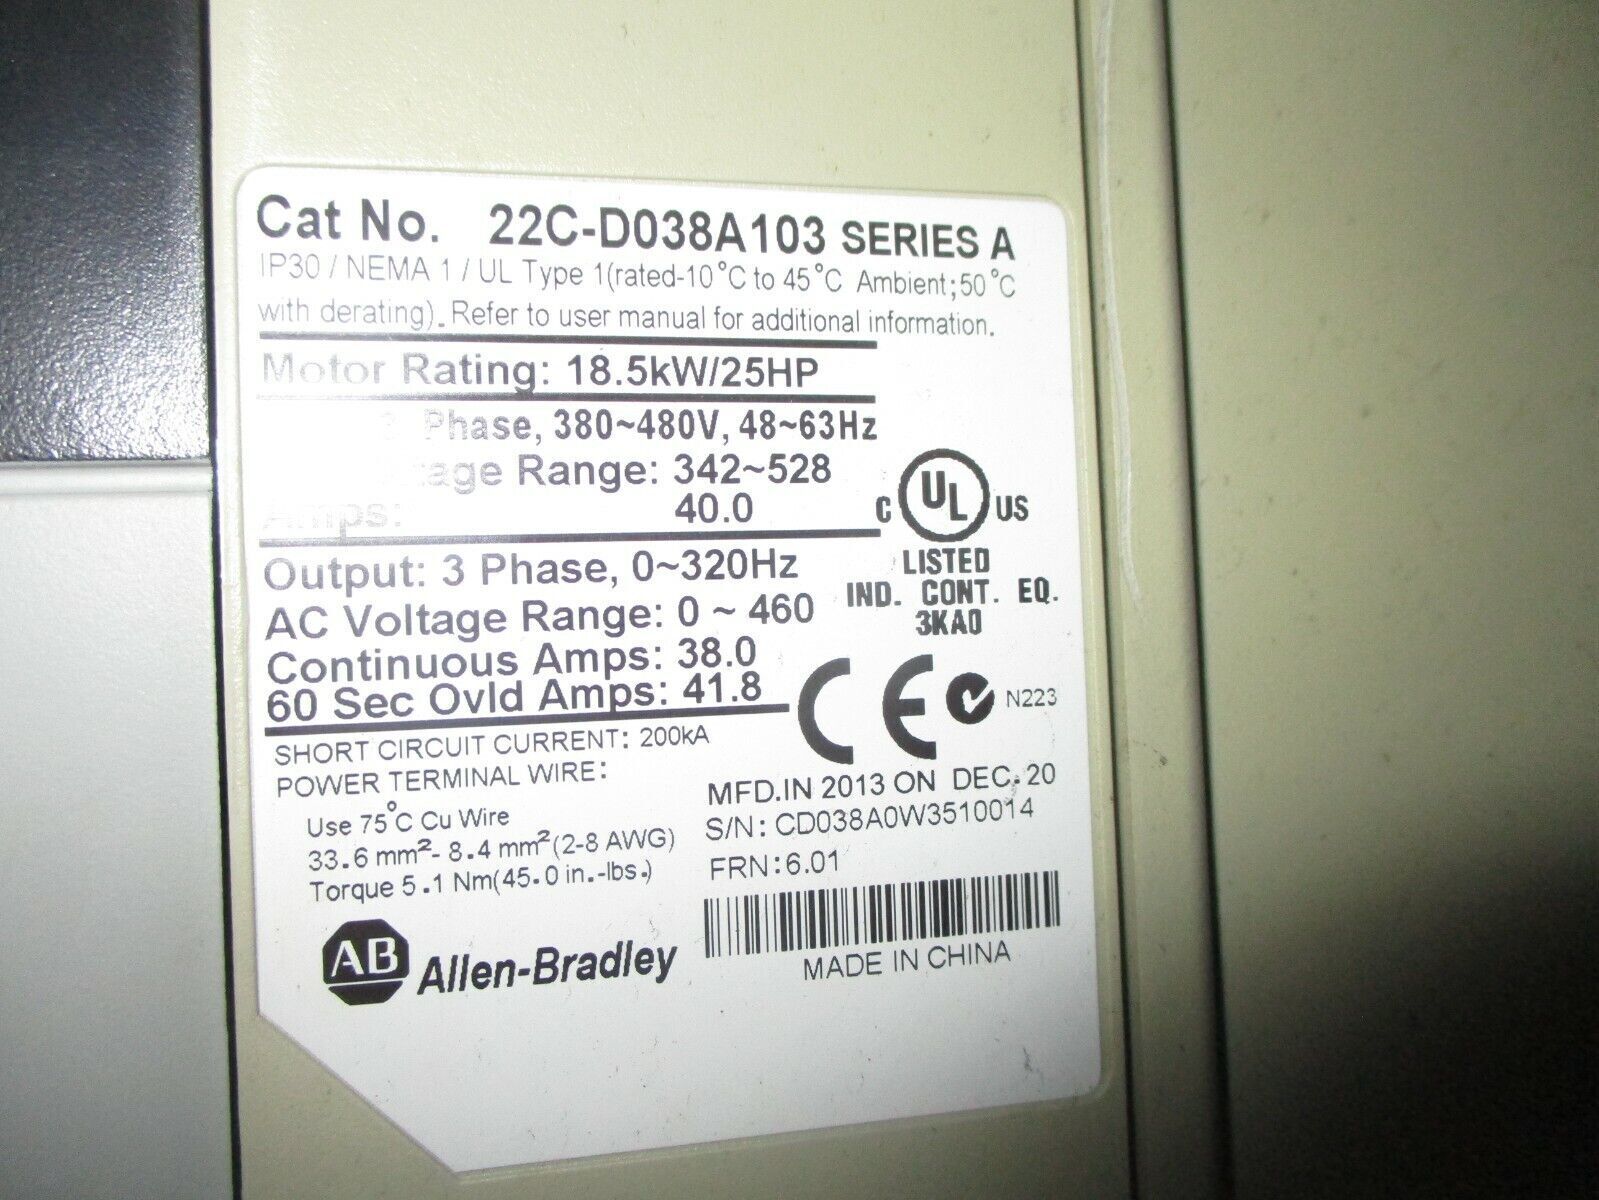 Cat No. 22C-D038A103 SERIES A
IP30 / NEMA 1 / UL Type 1(rated-10°C to 45°C Ambient;50°C
with derating). Refer to user manual for additional information.
Motor Rating: 18.5kW/25HP
3 Phase, 380~480V, 48~63Hz
Range: 342~528
Amps: 40.0
C UL US
LISTED
IND. CONT. EQ.
3KA0
Output: 3 Phase, 0~320Hz
AC Voltage Range: 0 ~ 460
Continuous Amps: 38.0
60 Sec Ovld Amps: 41.8
CE N223
SHORT CIRCUIT CURRENT: 200kA
POWER TERMINAL WIRE:
Use 75°C Cu Wire
33.6 mm²- 8.4 mm²(2-8 AWG)
Torque 5.1 Nm(45.0 in.-lbs.)
MFD.IN 2013 ON DEC. 20
S/N: CD038A0W3510014
FRN:6.01
AB Allen-Bradley
MADE IN CHINA